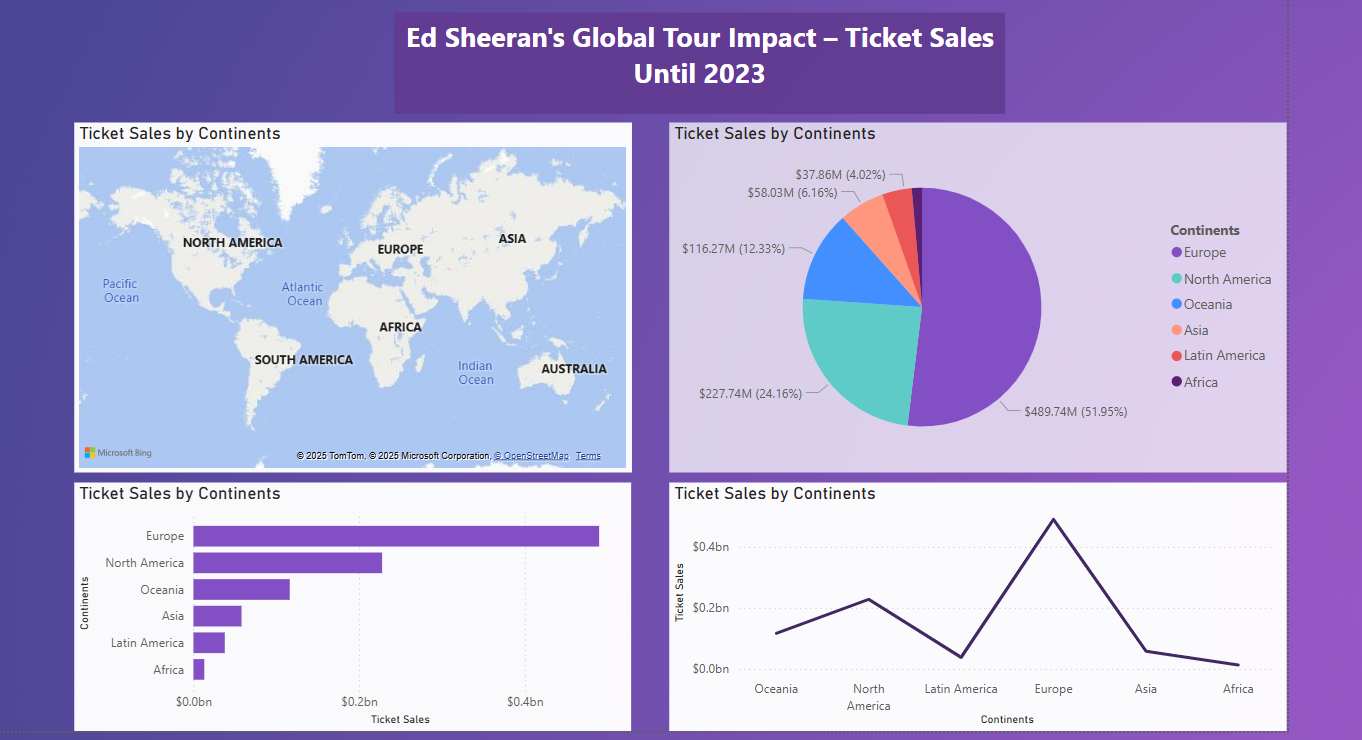 Ed Sheeran's Global Tour Impact – Ticket Sales
Until 2023
Ticket Sales by Continents
NORTH AMERICA
EUROPE
ASIA
Pacific
Ocean
Atlantic
Ocean
AFRICA
SOUTH AMERICA
Indian
Ocean
AUSTRALIA
Microsoft Bing
© 2025 TomTom, © 2025 Microsoft Corporation, © OpenStreetMap Terms
Ticket Sales by Continents
$37.86M (4.02%)
$58.03M (6.16%)
$116.27M (12.33%)
$227.74M (24.16%)
$489.74M (51.95%)
Continents
Europe
North America
Oceania
Asia
Latin America
Africa
Ticket Sales by Continents
Continents
Europe
North America
Oceania
Asia
Latin America
Africa
$0.0bn $0.2bn $0.4bn
Ticket Sales
Ticket Sales by Continents
Ticket Sales
$0.4bn
$0.2bn
$0.0bn
Oceania North Latin America Europe Asia Africa
America
Continents